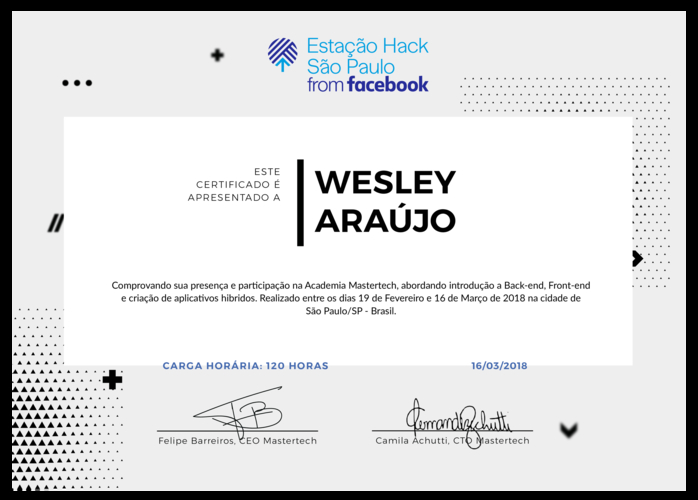 Estação Hack
São Paulo
from facebook
ESTE
CERTIFICADO É
APRESENTADO A
WESLEY
ARAÚJO
Comprovando sua presença e participação na Academia Mastertech, abordando introdução a Back-end, Front-end
e criação de aplicativos hibridos. Realizado entre os dias 19 de Fevereiro e 16 de Março de 2018 na cidade de
São Paulo/SP - Brasil.
CARGA HORÁRIA: 120 HORAS
16/03/2018
Felipe Barreiros, CEO Mastertech
Camila Achutti, CTO Mastertech